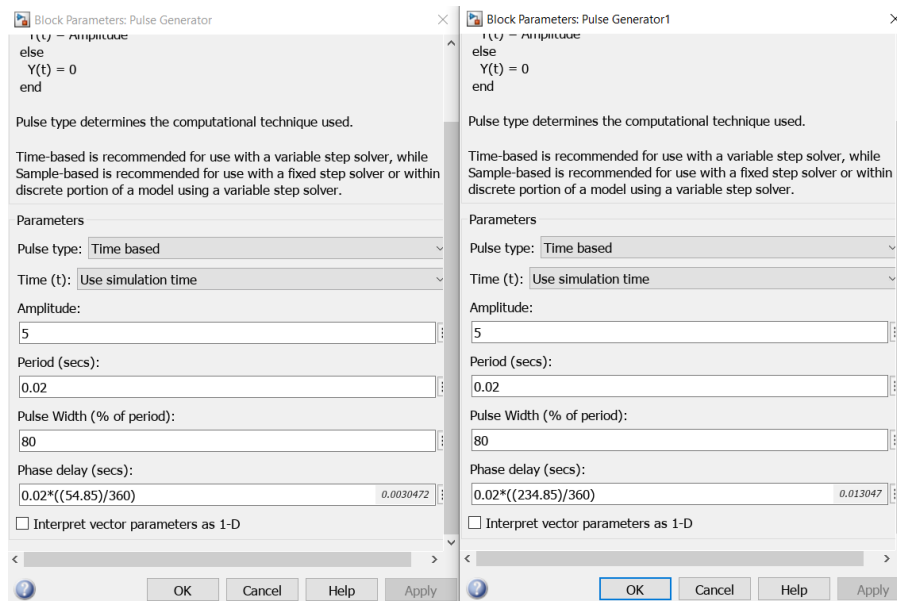 Block Parameters: Pulse Generator
Y(t) = Amplitude
else
Y(t) = 0
end
Pulse type determines the computational technique used.
Time-based is recommended for use with a variable step solver, while
Sample-based is recommended for use with a fixed step solver or within
discrete portion of a model using a variable step solver.
Parameters
Pulse type: Time based
Time (t): Use simulation time
Amplitude:
5
Period (secs):
0.02
Pulse Width (% of period):
80
Phase delay (secs):
0.02*((54.85)/360) 0.0030472
Interpret vector parameters as 1-D
OK Cancel Help Apply
Block Parameters: Pulse Generator1
Y(t) = Amplitude
else
Y(t) = 0
end
Pulse type determines the computational technique used.
Time-based is recommended for use with a variable step solver, while
Sample-based is recommended for use with a fixed step solver or within
discrete portion of a model using a variable step solver.
Parameters
Pulse type: Time based
Time (t): Use simulation time
Amplitude:
5
Period (secs):
0.02
Pulse Width (% of period):
80
Phase delay (secs):
0.02*((234.85)/360) 0.013047
Interpret vector parameters as 1-D
OK Cancel Help Apply